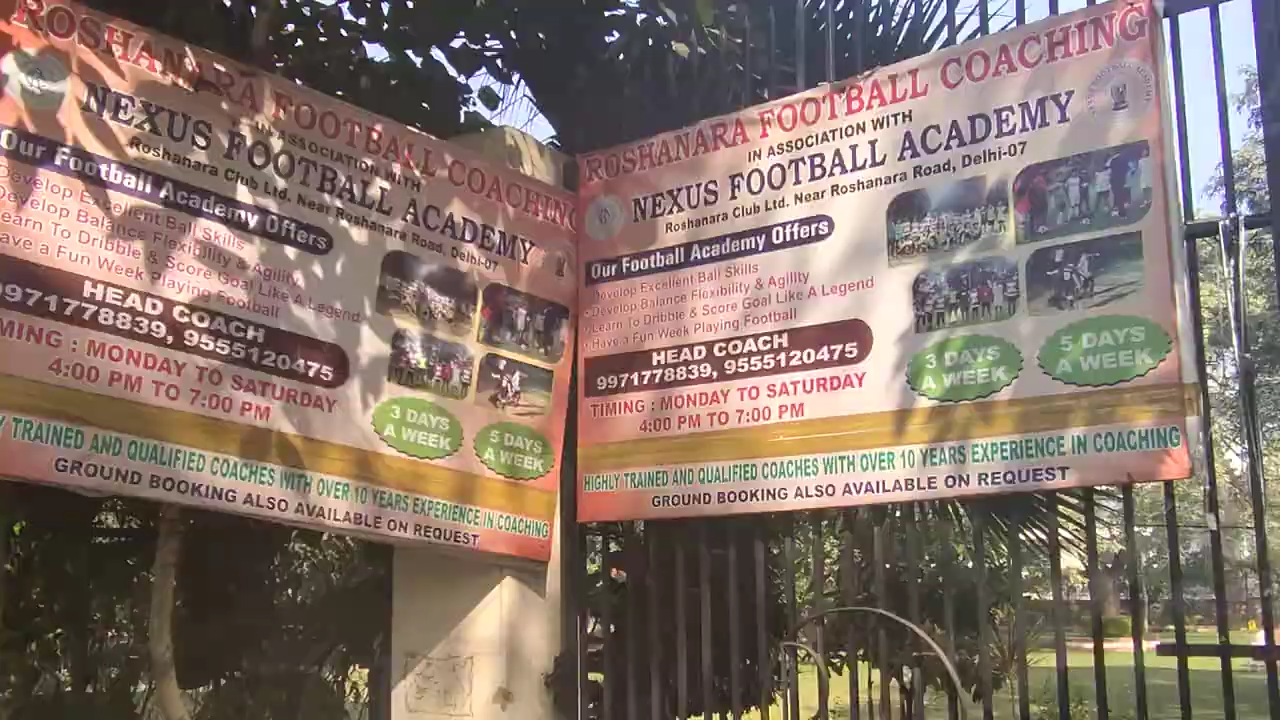 ROSHANARA FOOTBALL COACHING
IN ASSOCIATION WITH
NEXUS FOOTBALL ACADEMY
Roshanara Club Ltd. Near Roshanara Road, Delhi-07
Our Football Academy Offers
Develop Excellent Ball Skills
Develop Balance Flexibility & Agility
Learn To Dribble & Score Goal Like A Legend
Have a Fun Week Playing Football
HEAD COACH
9971778839, 9555120475
TIMING : MONDAY TO SATURDAY
4:00 PM TO 7:00 PM
3 DAYS
A WEEK
5 DAYS
A WEEK
TRAINED AND QUALIFIED COACHES WITH OVER 10 YEARS EXPERIENCE IN COACHING
GROUND BOOKING ALSO AVAILABLE ON REQUEST
ROSHANARA FOOTBALL COACHING
IN ASSOCIATION WITH
NEXUS FOOTBALL ACADEMY
Roshanara Club Ltd. Near Roshanara Road, Delhi-07
Our Football Academy Offers
• Develop Excellent Ball Skills
• Develop Balance Flexibility & Agility
• Learn To Dribble & Score Goal Like A Legend
• Have a Fun Week Playing Football
HEAD COACH
9971778839, 9555120475
TIMING : MONDAY TO SATURDAY
4:00 PM TO 7:00 PM
3 DAYS
A WEEK
5 DAYS
A WEEK
HIGHLY TRAINED AND QUALIFIED COACHES WITH OVER 10 YEARS EXPERIENCE IN COACHING
GROUND BOOKING ALSO AVAILABLE ON REQUEST